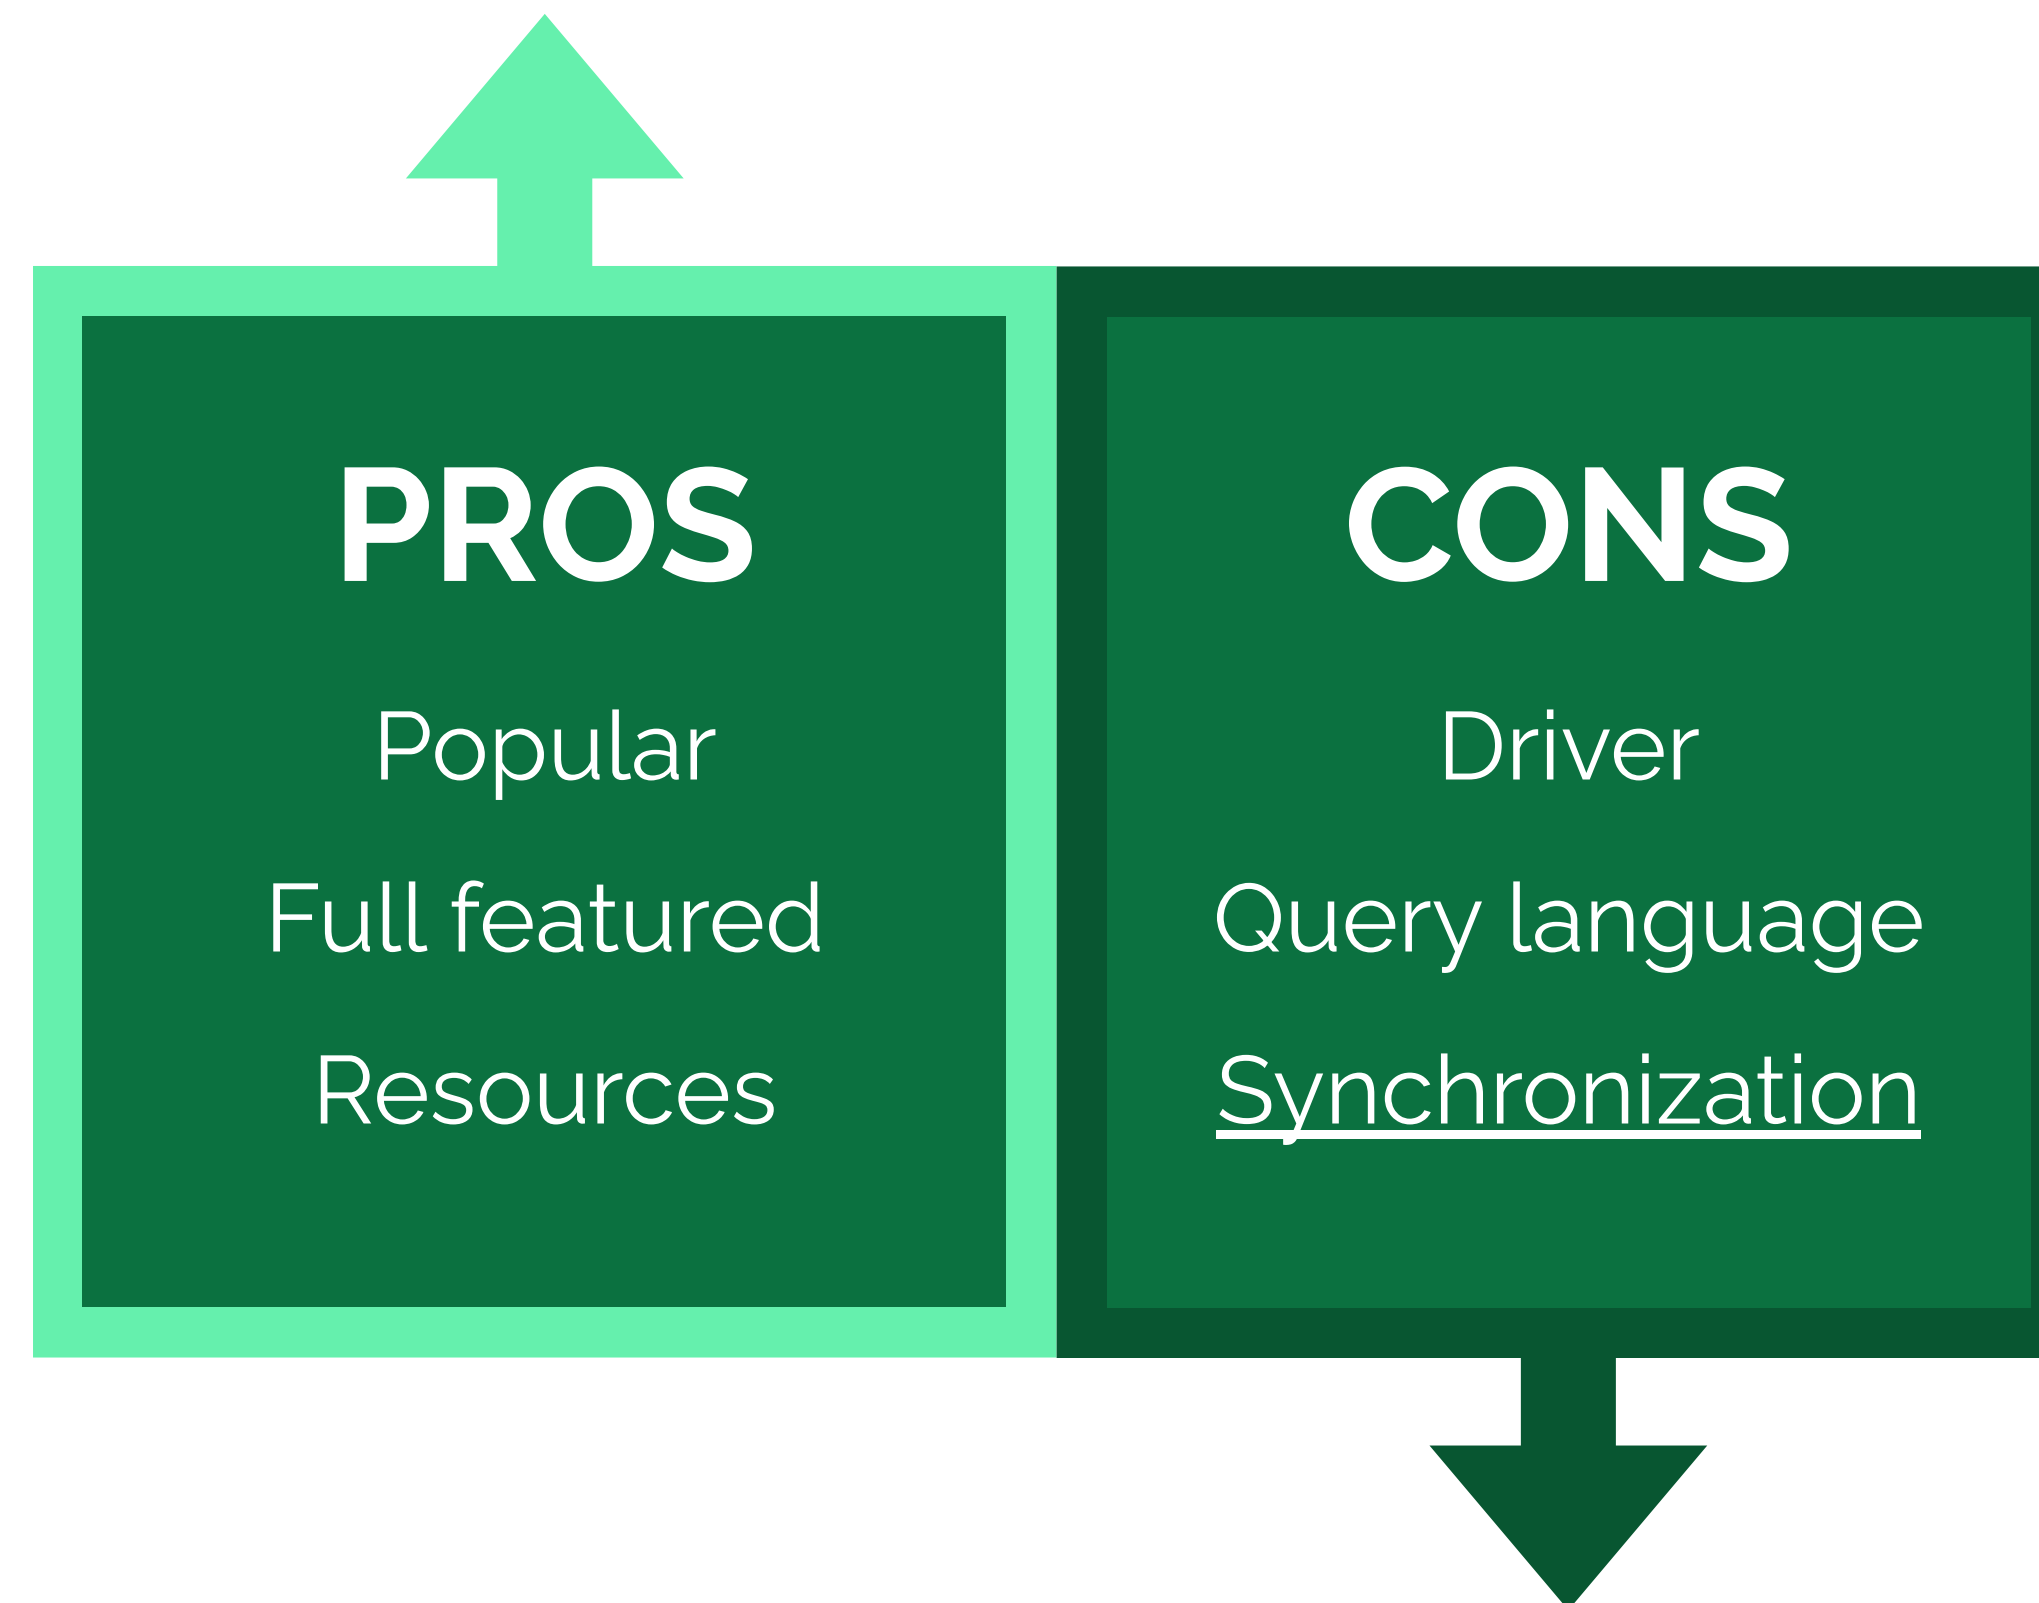 PROS
Popular
Full featured
Resources
CONS
Driver
Query language
Synchronization